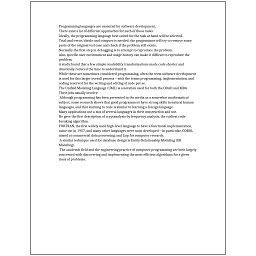 Programming languages are essential for software development.
There exist a lot of different approaches for each of those tasks.
Ideally, the programming language best suited for the task at hand will be selected.
Trial-and-error/divide-and-conquer is needed: the programmer will try to remove some
parts of the original test case and check if the problem still exists.
Normally the first step in debugging is to attempt to reproduce the problem.
Also, specific user environment and usage history can make it difficult to reproduce the
problem.
A study found that a few simple readability transformations made code shorter and
drastically reduced the time to understand it.
While these are sometimes considered programming, often the term software development
is used for this larger overall process – with the terms programming, implementation, and
coding reserved for the writing and editing of code per se.
The Unified Modeling Language (UML) is a notation used for both the OOAD and MDA.
Their jobs usually involve:
Although programming has been presented in the media as a somewhat mathematical
subject, some research shows that good programmers have strong skills in natural human
languages, and that learning to code is similar to learning a foreign language.
Many applications use a mix of several languages in their construction and use.
He gave the first description of cryptanalysis by frequency analysis, the earliest code-
breaking algorithm.
FORTRAN, the first widely used high-level language to have a functional implementation,
came out in 1957, and many other languages were soon developed—in particular, COBOL
aimed at commercial data processing, and Lisp for computer research.
A similar technique used for database design is Entity-Relationship Modeling (ER
Modeling).
The academic field and the engineering practice of computer programming are both largely
concerned with discovering and implementing the most efficient algorithms for a given
class of problems.